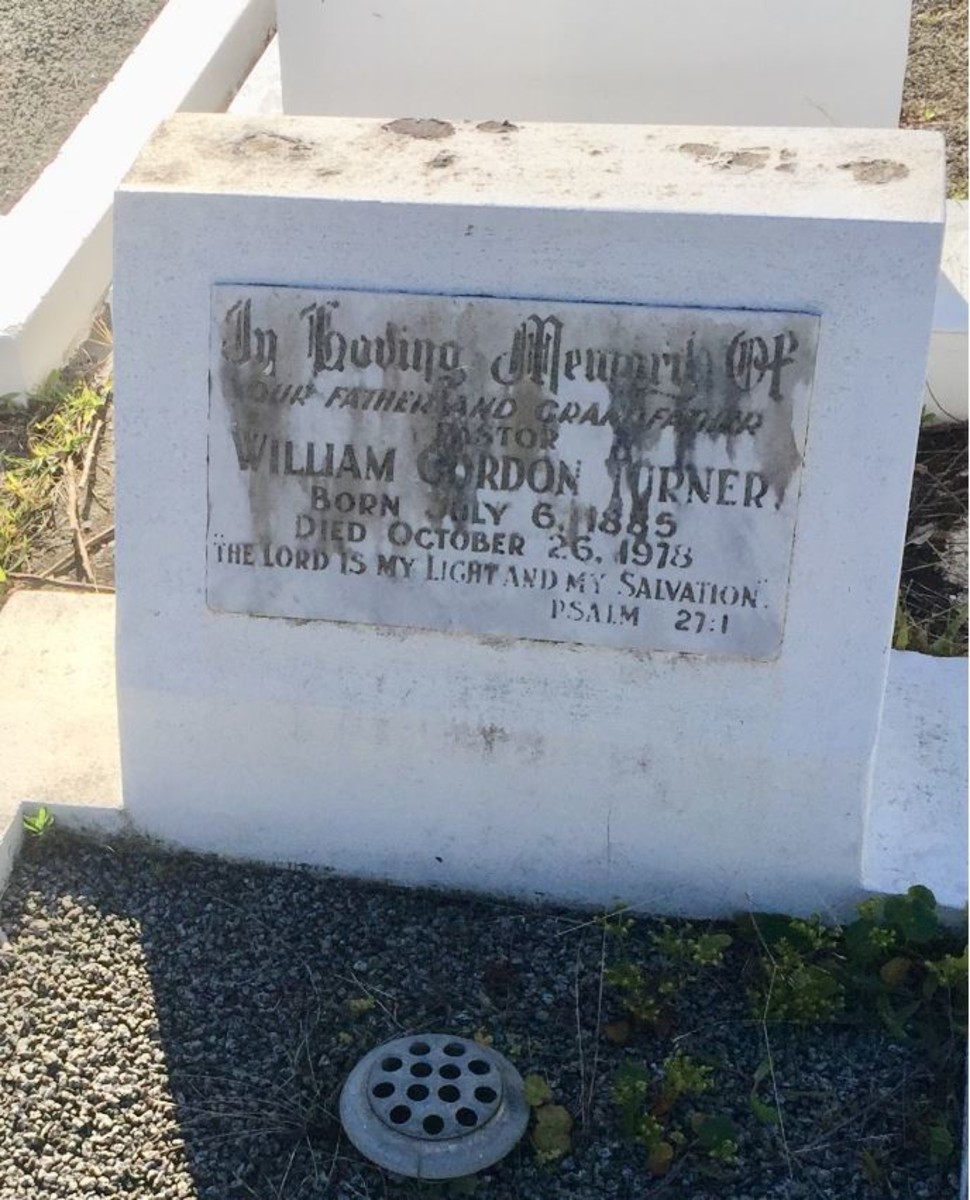 In Loving Memory Of
OUR FATHER AND GRANDFATHER
PASTOR
WILLIAM GORDON TURNER
BORN JULY 6, 1885
DIED OCTOBER 26, 1978
"THE LORD IS MY LIGHT AND MY SALVATION".
PSALM 27:1